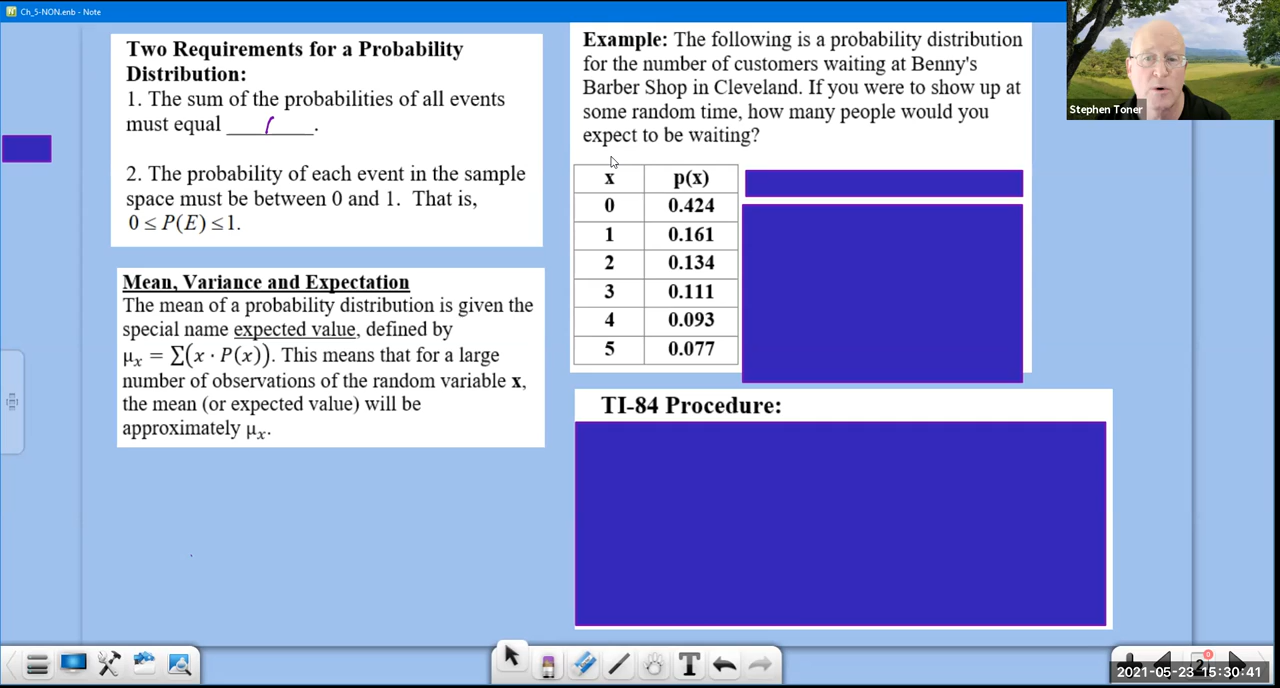 Ch_5-NON.enb - Note
Two Requirements for a Probability
Distribution:
1. The sum of the probabilities of all events
must equal ___1___.
2. The probability of each event in the sample
space must be between 0 and 1. That is,
0 ≤ P(E) ≤ 1.
Mean, Variance and Expectation
The mean of a probability distribution is given the
special name expected value, defined by
μₓ = Σ(x · P(x)). This means that for a large
number of observations of the random variable x,
the mean (or expected value) will be
approximately μₓ.
Example: The following is a probability distribution
for the number of customers waiting at Benny's
Barber Shop in Cleveland. If you were to show up at
some random time, how many people would you
expect to be waiting?
x p(x)
0 0.424
1 0.161
2 0.134
3 0.111
4 0.093
5 0.077
TI-84 Procedure:
Stephen Toner
T
2
0
2021-05-23 15:30:41